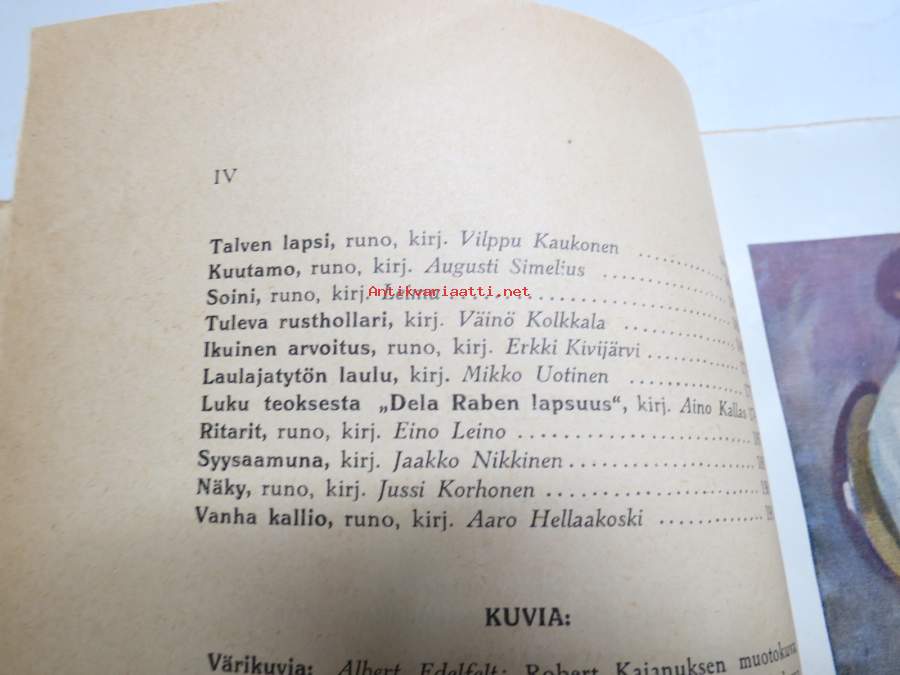 IV
Talven lapsi, runo, kirj. Vilppu Kaukonen
Kuutamo, runo, kirj. Augusti Simelius
Soini, runo, kirj.
Antikvariaatti.net
Tuleva rusthollari, kirj. Väinö Kolkkala
Ikuinen arvoitus, runo, kirj. Erkki Kivijärvi
Laulajatytön laulu, kirj. Mikko Uotinen
Luku teoksesta „Dela Raben lapsuus“, kirj. Aino Kallas
Ritarit, runo, kirj. Eino Leino
Syysaamuna, kirj. Jaakko Nikkinen
Näky, runo, kirj. Jussi Korhonen
Vanha kallio, runo, kirj. Aaro Hellaakoski
KUVIA:
Värikuvia: Albert Edelfelt: Robert Kajanuksen muotokuva